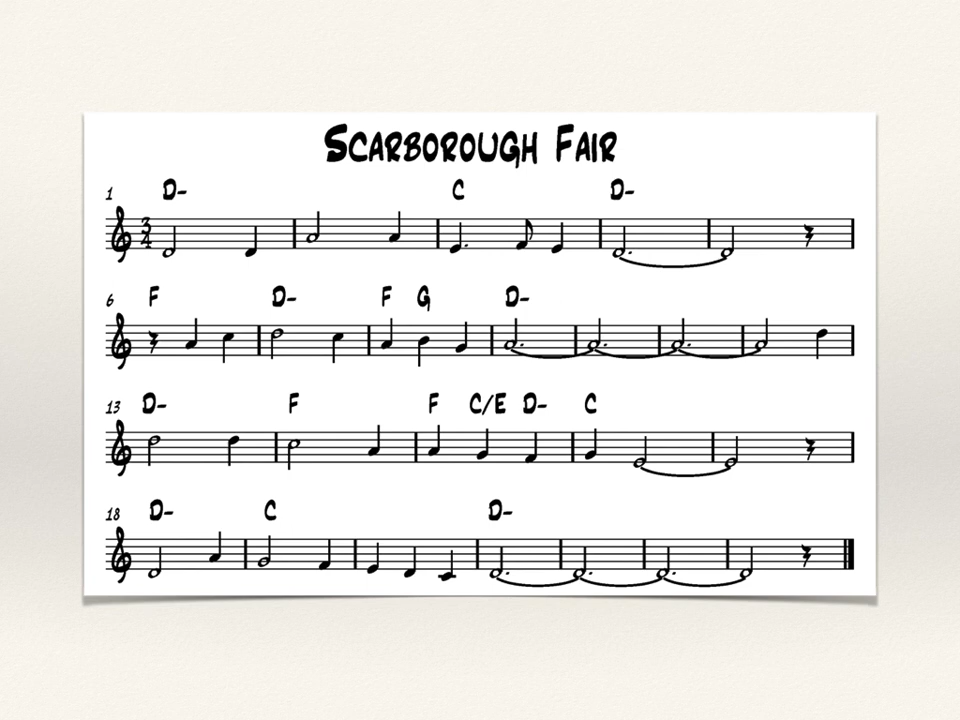 SCARBOROUGH FAIR
1 D- C D-
3
4
6 F D- F G D-
13 D- F F C/E D- C
18 D- C D-